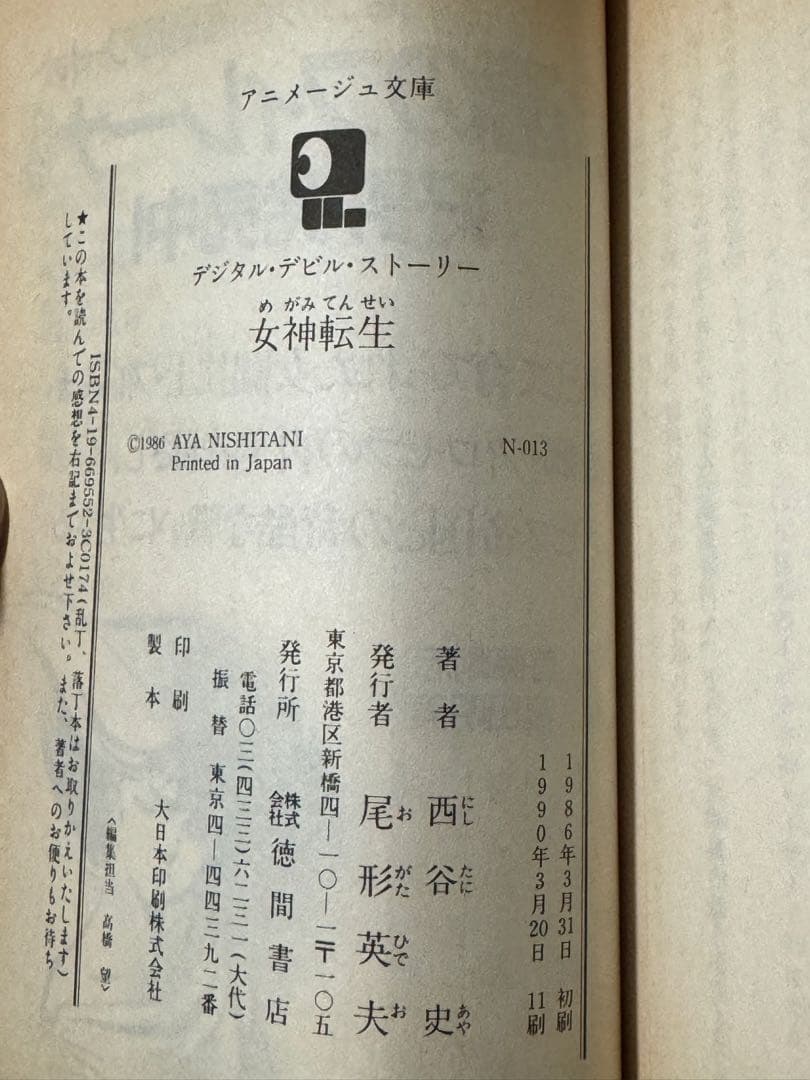 アニメージュ文庫
デジタル・デビル・ストーリー
めがみてんせい
女神転生
©1986 AYA NISHITANI
Printed in Japan
N-013
1986年3月31日 初刷
1990年3月20日 11刷
著者 西谷 史
にし たに あや
発行者 尾形英夫
お がた ひで お
東京都港区新橋四—一〇—一〒一〇五
発行所 株式会社 徳間書店
電話〇三(四三三)六二三一(大代)
振替 東京四—四四三九二番
印刷
製本
大日本印刷株式会社
〈編集担当 高橋 望〉
ISBN4-19-669552-3C0174(乱丁、落丁本はお取りかえいたします)
★この本を読んでの感想を右記までおよせ下さい。また、著者へのお便りもお待ち
しています。